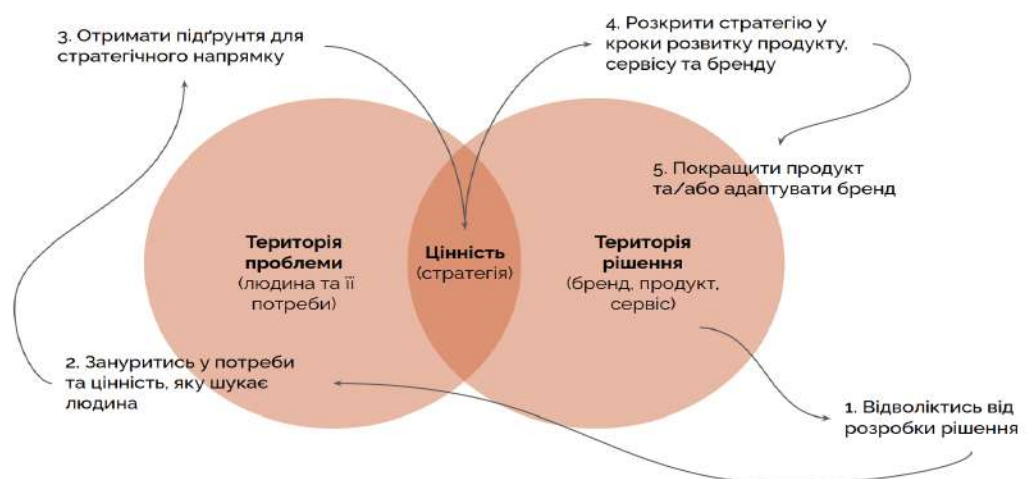 3. Отримати підґрунтя для
стратегічного напрямку
4. Розкрити стратегію у
кроки розвитку продукту,
сервісу та бренду
5. Покращити продукт
та/або адаптувати бренд
Територія
проблеми
(людина та її
потреби)
Цінність
(стратегія)
Територія
рішення
(бренд, продукт,
сервіс)
2. Зануритись у потреби
та цінність, яку шукає
людина
1. Відволіктись від
розробки рішення